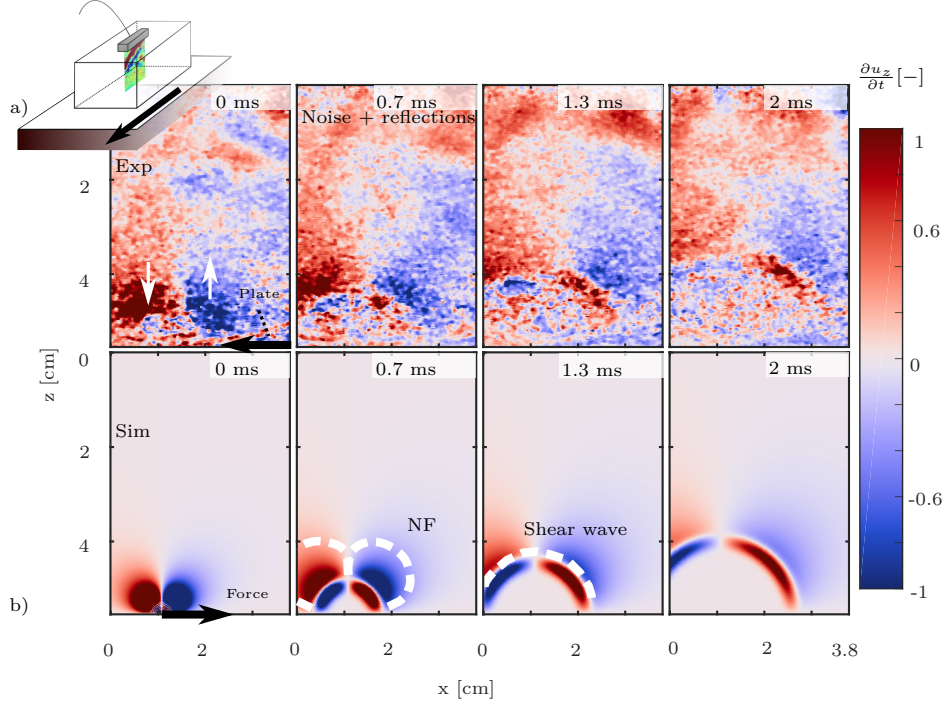 a)
0 ms
0.7 ms
1.3 ms
2 ms
∂u_z/∂t [−]
Noise + reflections
Exp
2
4
Plate
1
0.6
0
-0.6
-1
z [cm]
0
0 ms
0.7 ms
1.3 ms
2 ms
Sim
2
4
NF
Shear wave
Force
b)
0
2
0
2
0
2
0
2
3.8
x [cm]